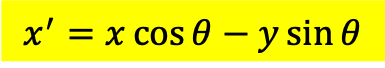 x′ = x cos θ − y sin θ